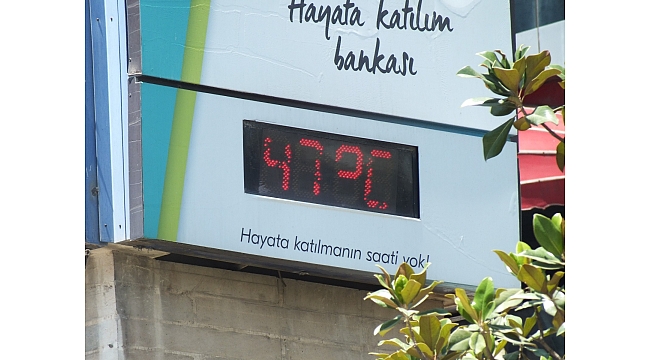 Hayata katılım
bankası
47°C
Hayata katılmanın saati yok!